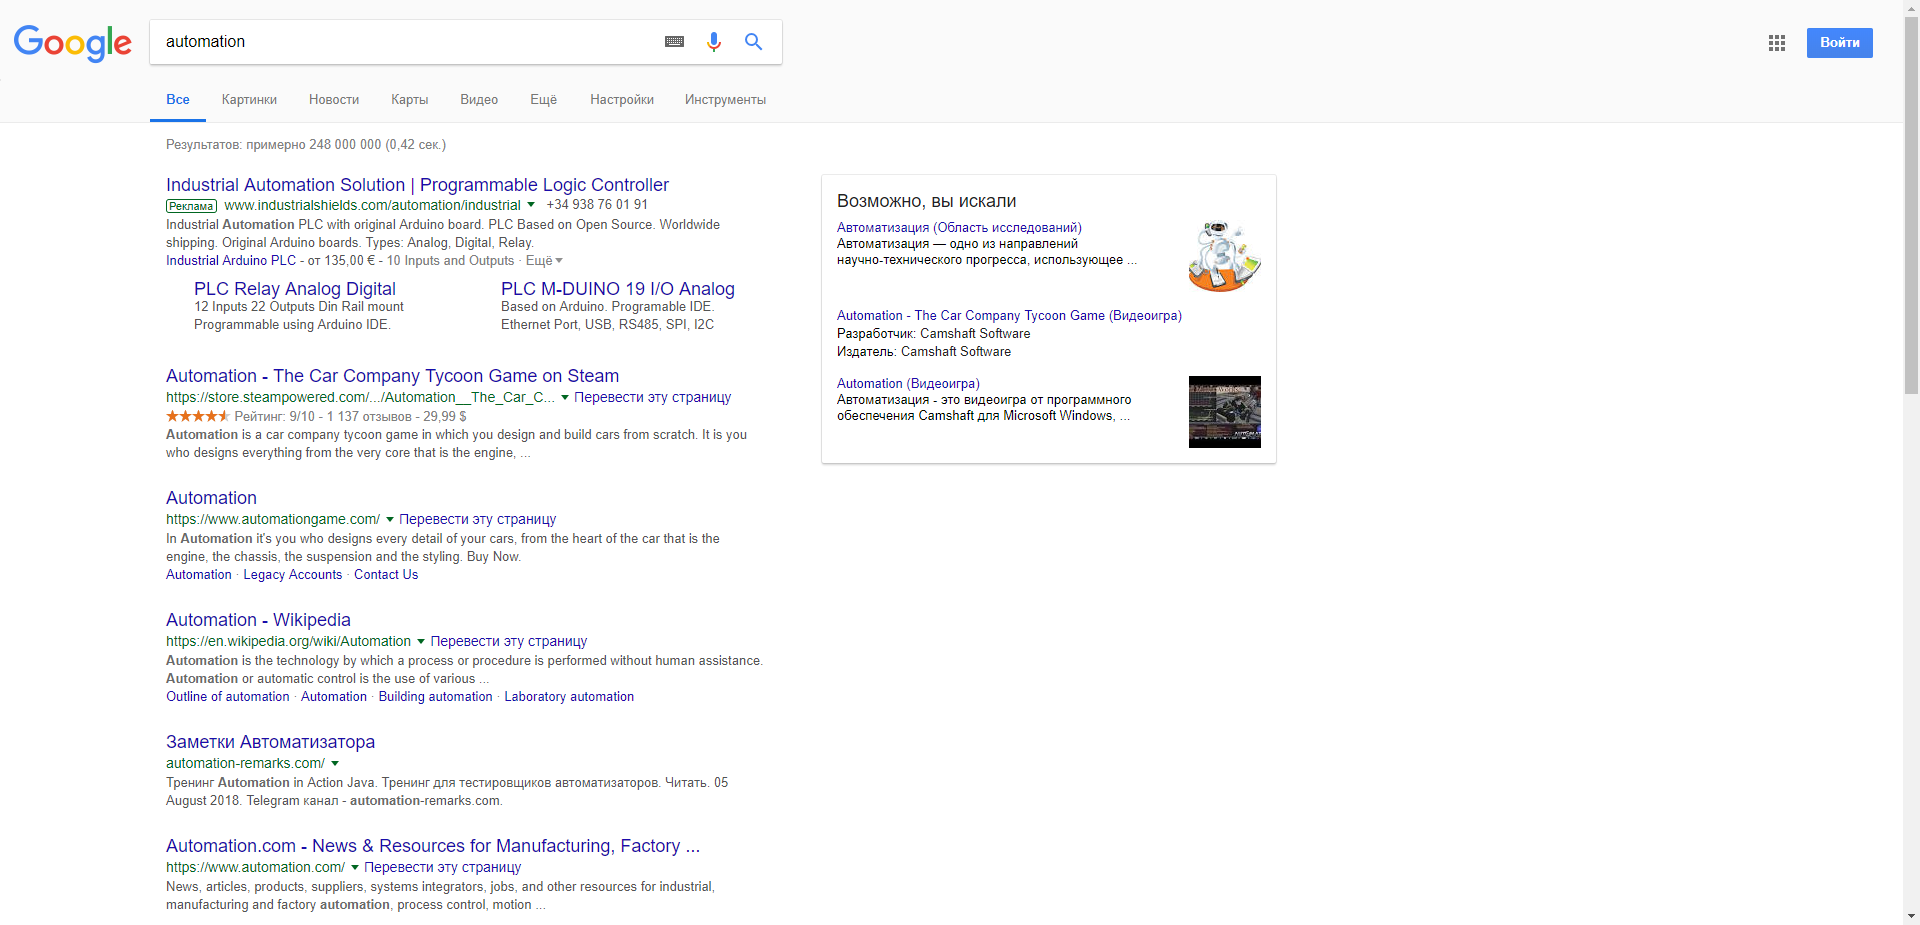 Google
automation
Войти
Все Картинки Новости Карты Видео Ещё Настройки Инструменты
Результатов: примерно 248 000 000 (0,42 сек.)
Industrial Automation Solution | Programmable Logic Controller
Реклама www.industrialshields.com/automation/industrial +34 938 76 01 91
Industrial Automation PLC with original Arduino board. PLC Based on Open Source. Worldwide
shipping. Original Arduino boards. Types: Analog, Digital, Relay.
Industrial Arduino PLC - от 135,00 € - 10 Inputs and Outputs · Ещё
PLC Relay Analog Digital
12 Inputs 22 Outputs Din Rail mount
Programmable using Arduino IDE.
PLC M-DUINO 19 I/O Analog
Based on Arduino. Programable IDE.
Ethernet Port, USB, RS485, SPI, I2C
Automation - The Car Company Tycoon Game on Steam
https://store.steampowered.com/.../Automation__The_Car_C... Перевести эту страницу
Рейтинг: 9/10 - 1 137 отзывов - 29,99 $
Automation is a car company tycoon game in which you design and build cars from scratch. It is you
who designs everything from the very core that is the engine, ...
Automation
https://www.automationgame.com/ Перевести эту страницу
In Automation it's you who designs every detail of your cars, from the heart of the car that is the
engine, the chassis, the suspension and the styling. Buy Now.
Automation · Legacy Accounts · Contact Us
Automation - Wikipedia
https://en.wikipedia.org/wiki/Automation Перевести эту страницу
Automation is the technology by which a process or procedure is performed without human assistance.
Automation or automatic control is the use of various ...
Outline of automation · Automation · Building automation · Laboratory automation
Заметки Автоматизатора
automation-remarks.com/
Тренинг Automation in Action Java. Тренинг для тестировщиков автоматизаторов. Читать. 05
August 2018. Telegram канал - automation-remarks.com.
Automation.com - News & Resources for Manufacturing, Factory ...
https://www.automation.com/ Перевести эту страницу
News, articles, products, suppliers, systems integrators, jobs, and other resources for industrial,
manufacturing and factory automation, process control, motion ...
Возможно, вы искали
Автоматизация (Область исследований)
Автоматизация — одно из направлений
научно-технического прогресса, использующее ...
Automation - The Car Company Tycoon Game (Видеоигра)
Разработчик: Camshaft Software
Издатель: Camshaft Software
Automation (Видеоигра)
Автоматизация - это видеоигра от программного
обеспечения Camshaft для Microsoft Windows, ...